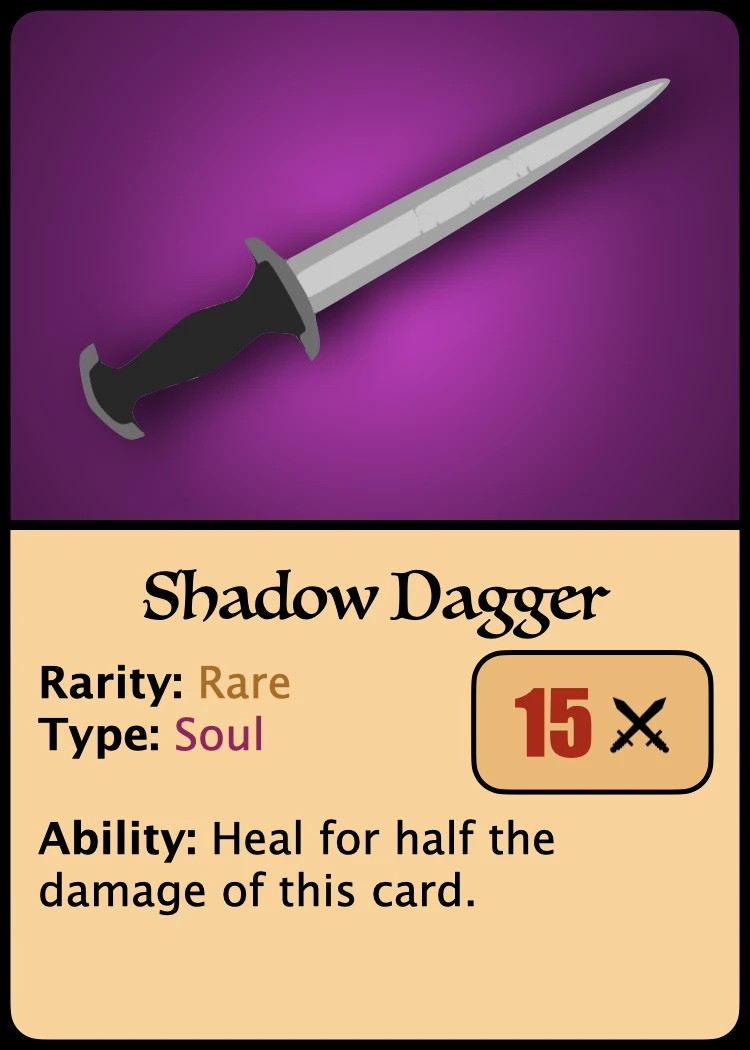 Shadow Dagger
Rarity: Rare
Type: Soul
15
Ability: Heal for half the
damage of this card.